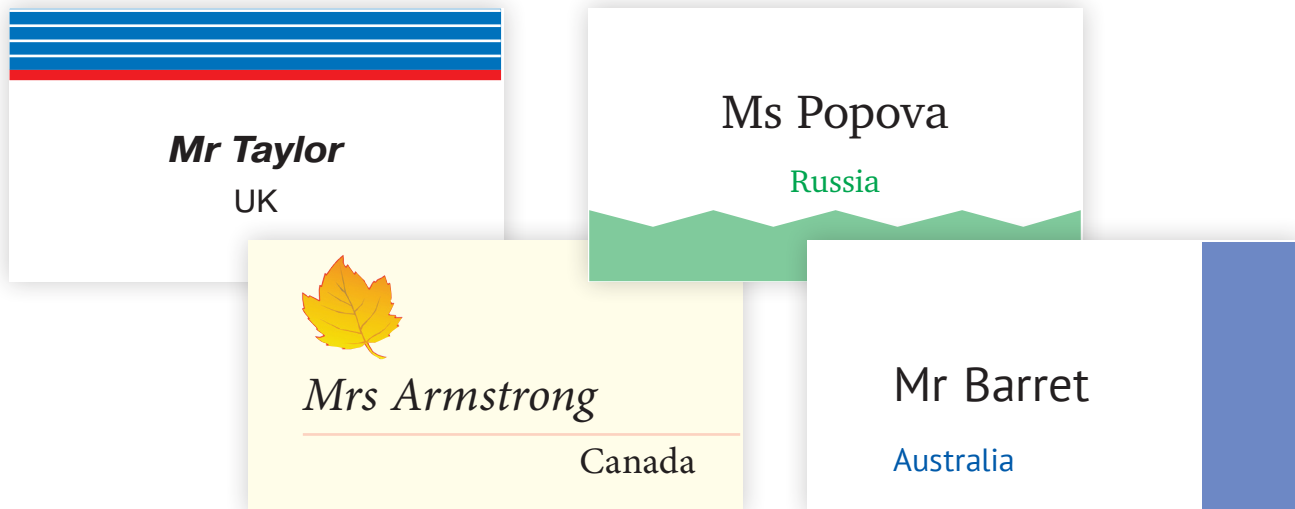 Mr Taylor
UK
Ms Popova
Russia
Mrs Armstrong
Canada
Mr Barret
Australia